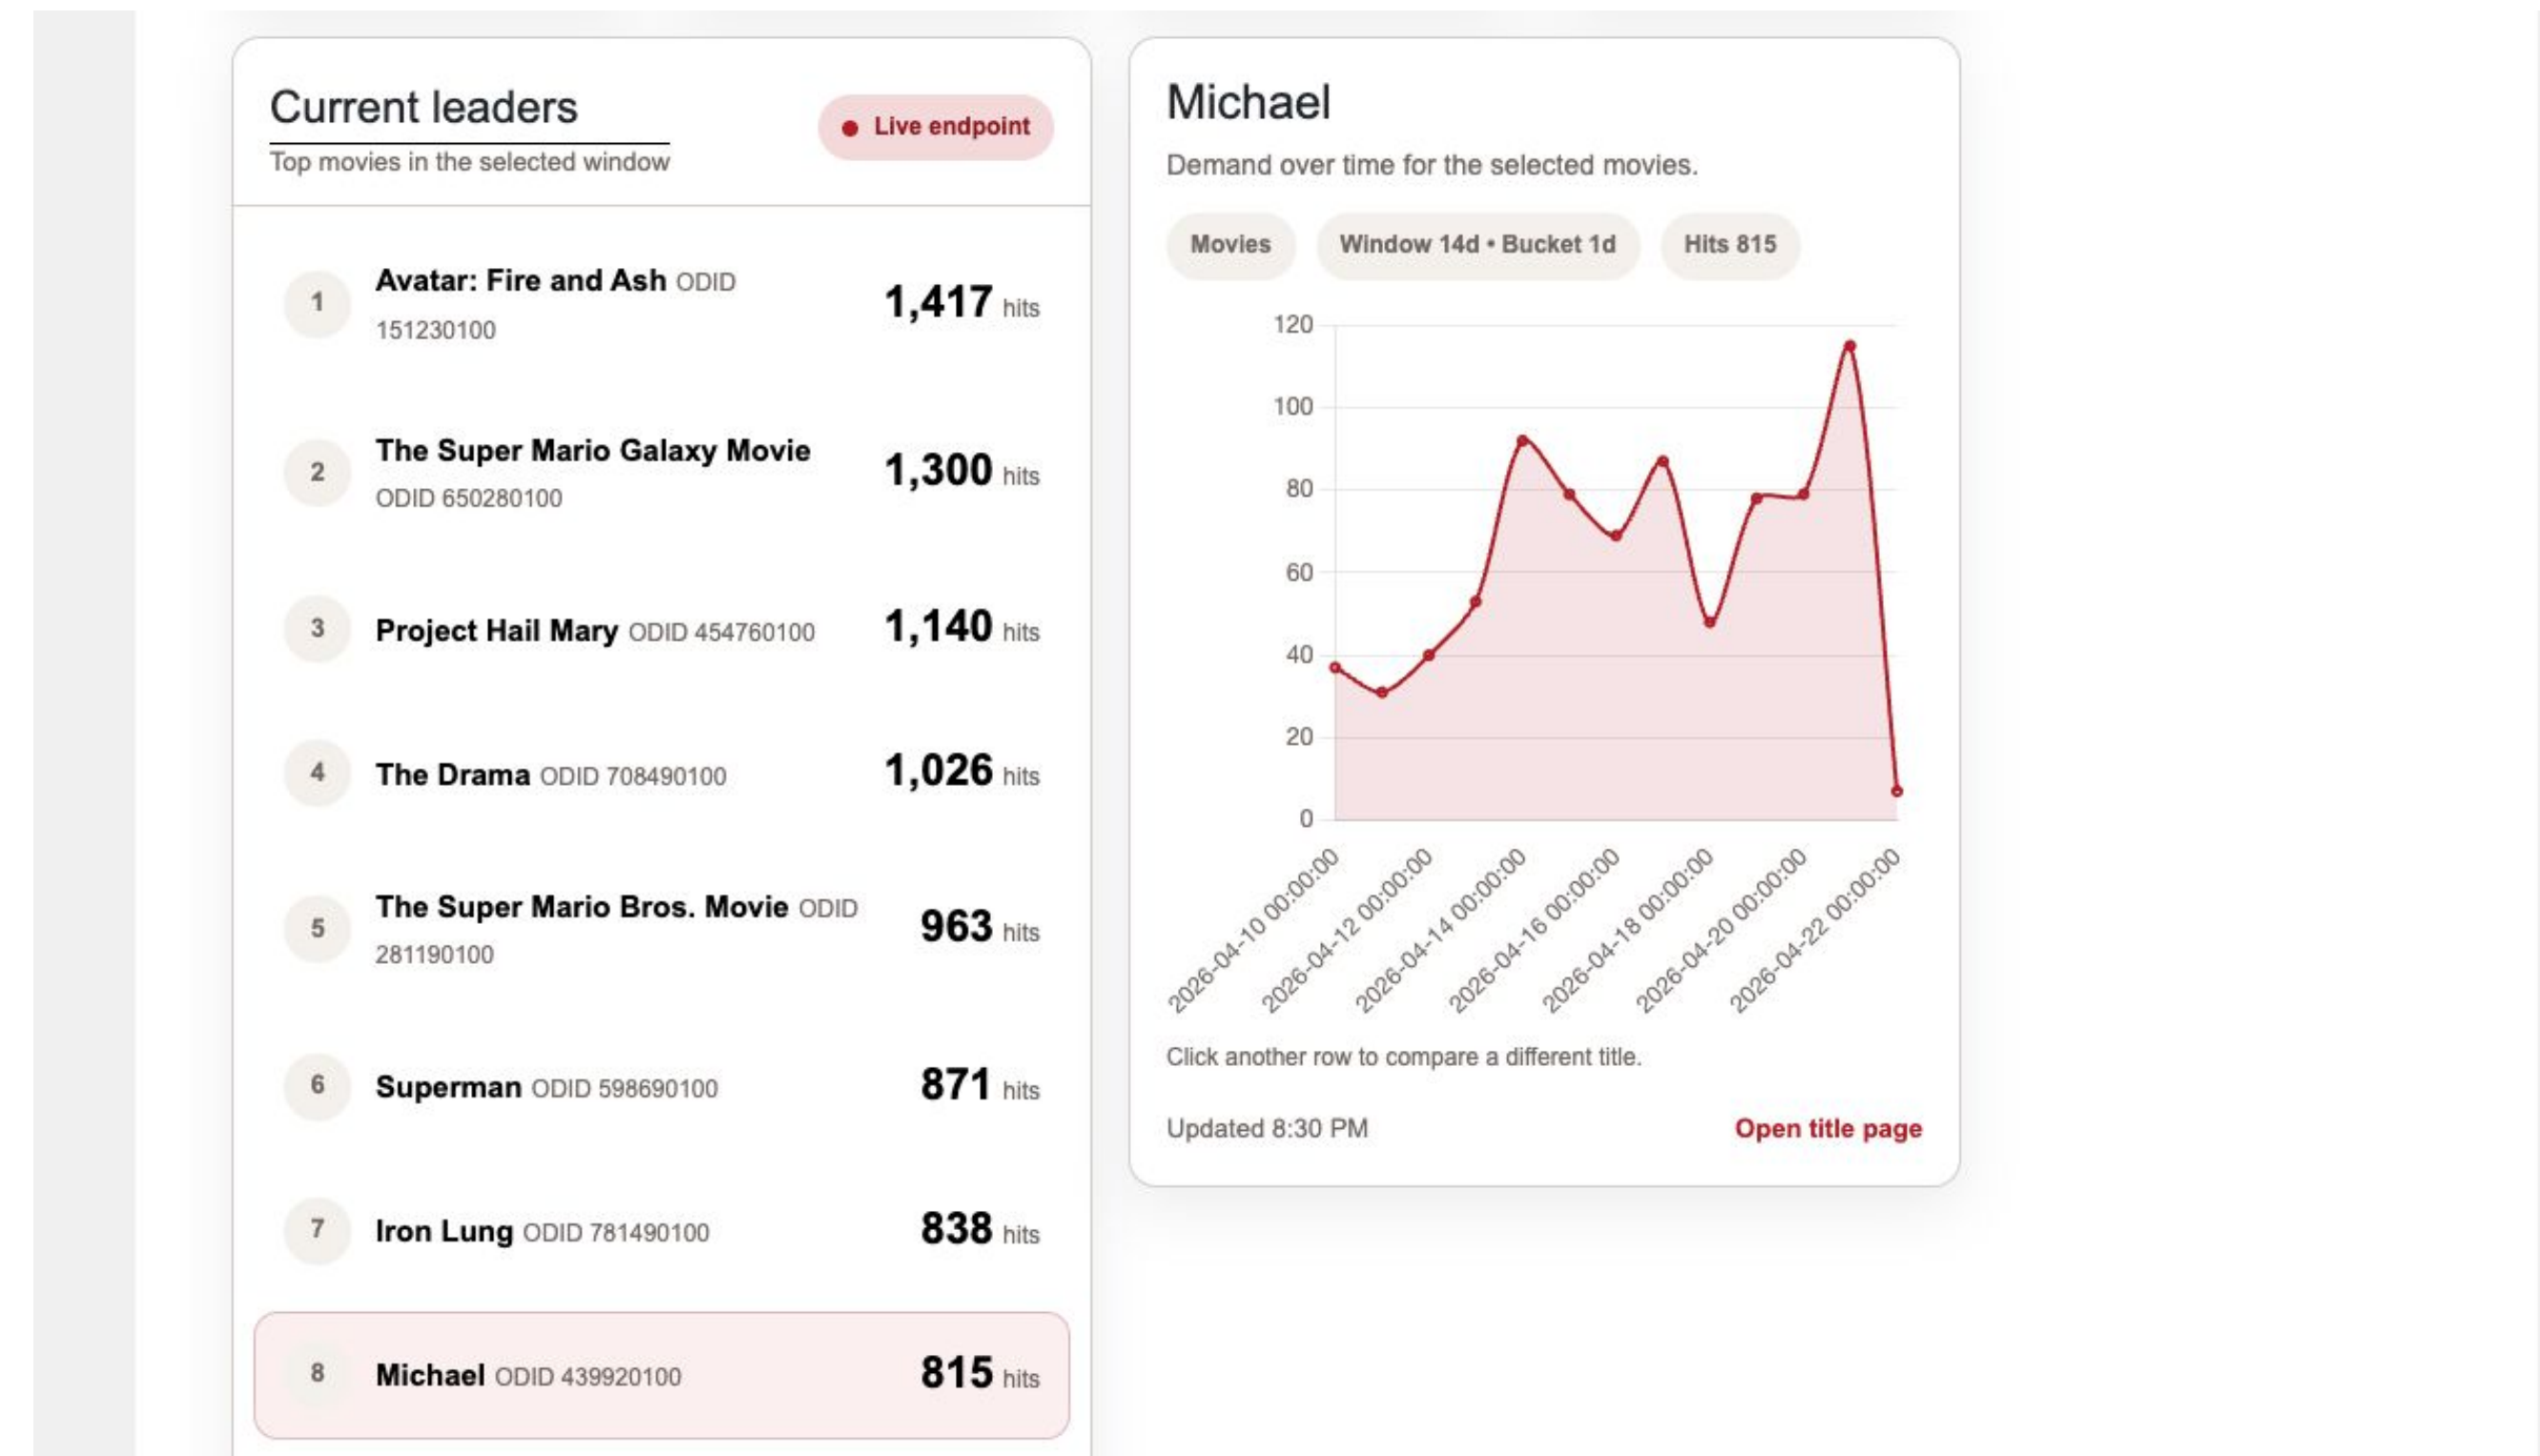 Current leaders
Live endpoint
Top movies in the selected window
1
Avatar: Fire and Ash ODID
151230100
1,417 hits
2
The Super Mario Galaxy Movie
ODID 650280100
1,300 hits
3
Project Hail Mary ODID 454760100
1,140 hits
4
The Drama ODID 708490100
1,026 hits
5
The Super Mario Bros. Movie ODID
281190100
963 hits
6
Superman ODID 598690100
871 hits
7
Iron Lung ODID 781490100
838 hits
8
Michael ODID 439920100
815 hits
Michael
Demand over time for the selected movies.
Movies
Window 14d • Bucket 1d
Hits 815
120
100
80
60
40
20
0
2026-04-10 00:00:00
2026-04-12 00:00:00
2026-04-14 00:00:00
2026-04-16 00:00:00
2026-04-18 00:00:00
2026-04-20 00:00:00
2026-04-22 00:00:00
Click another row to compare a different title.
Updated 8:30 PM
Open title page